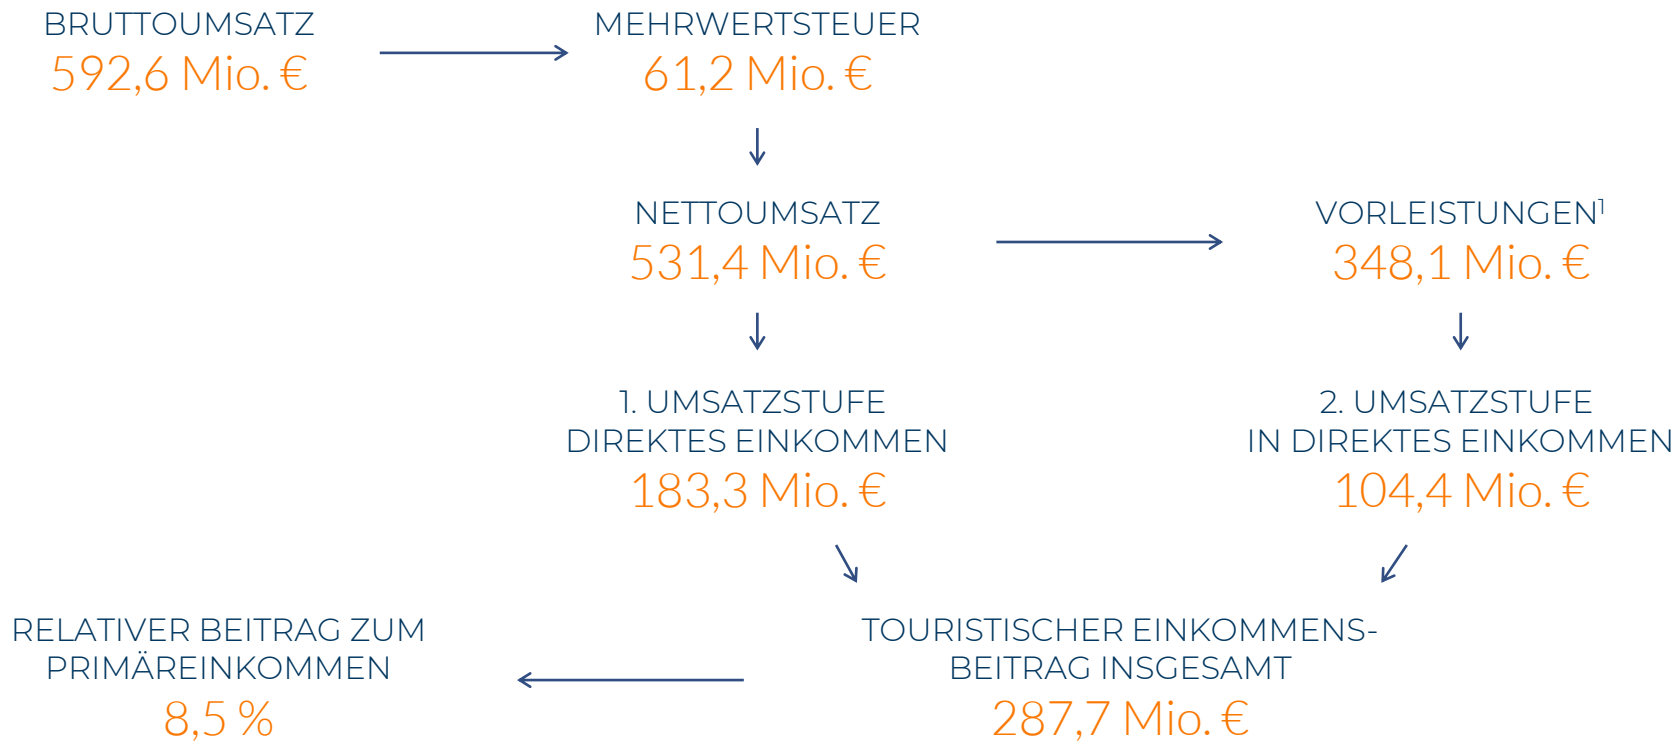 BRUTTOUMSATZ
592,6 Mio. €
MEHRWERTSTEUER
61,2 Mio. €
NETTOUMSATZ
531,4 Mio. €
VORLEISTUNGEN¹
348,1 Mio. €
1. UMSATZSTUFE
DIREKTES EINKOMMEN
183,3 Mio. €
2. UMSATZSTUFE
IN DIREKTES EINKOMMEN
104,4 Mio. €
RELATIVER BEITRAG ZUM
PRIMÄREINKOMMEN
8,5 %
TOURISTISCHER EINKOMMENS-
BEITRAG INSGESAMT
287,7 Mio. €